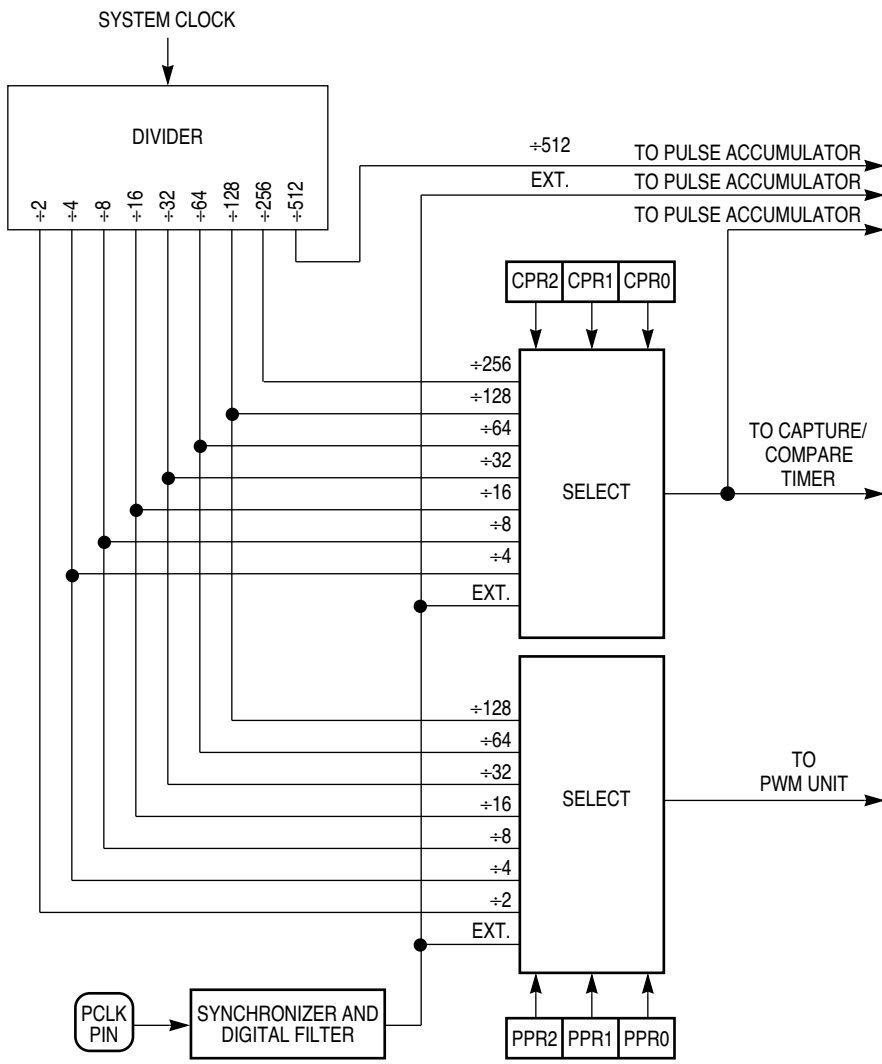 SYSTEM CLOCK
DIVIDER
÷2
÷4
÷8
÷16
÷32
÷64
÷128
÷256
÷512
÷512
TO PULSE ACCUMULATOR
EXT.
TO PULSE ACCUMULATOR
TO PULSE ACCUMULATOR
CPR2
CPR1
CPR0
÷256
÷128
÷64
÷32
÷16
÷8
÷4
EXT.
SELECT
TO CAPTURE/
COMPARE
TIMER
÷128
÷64
÷32
÷16
÷8
÷4
÷2
EXT.
SELECT
TO
PWM UNIT
PCLK
PIN
SYNCHRONIZER AND
DIGITAL FILTER
PPR2
PPR1
PPR0